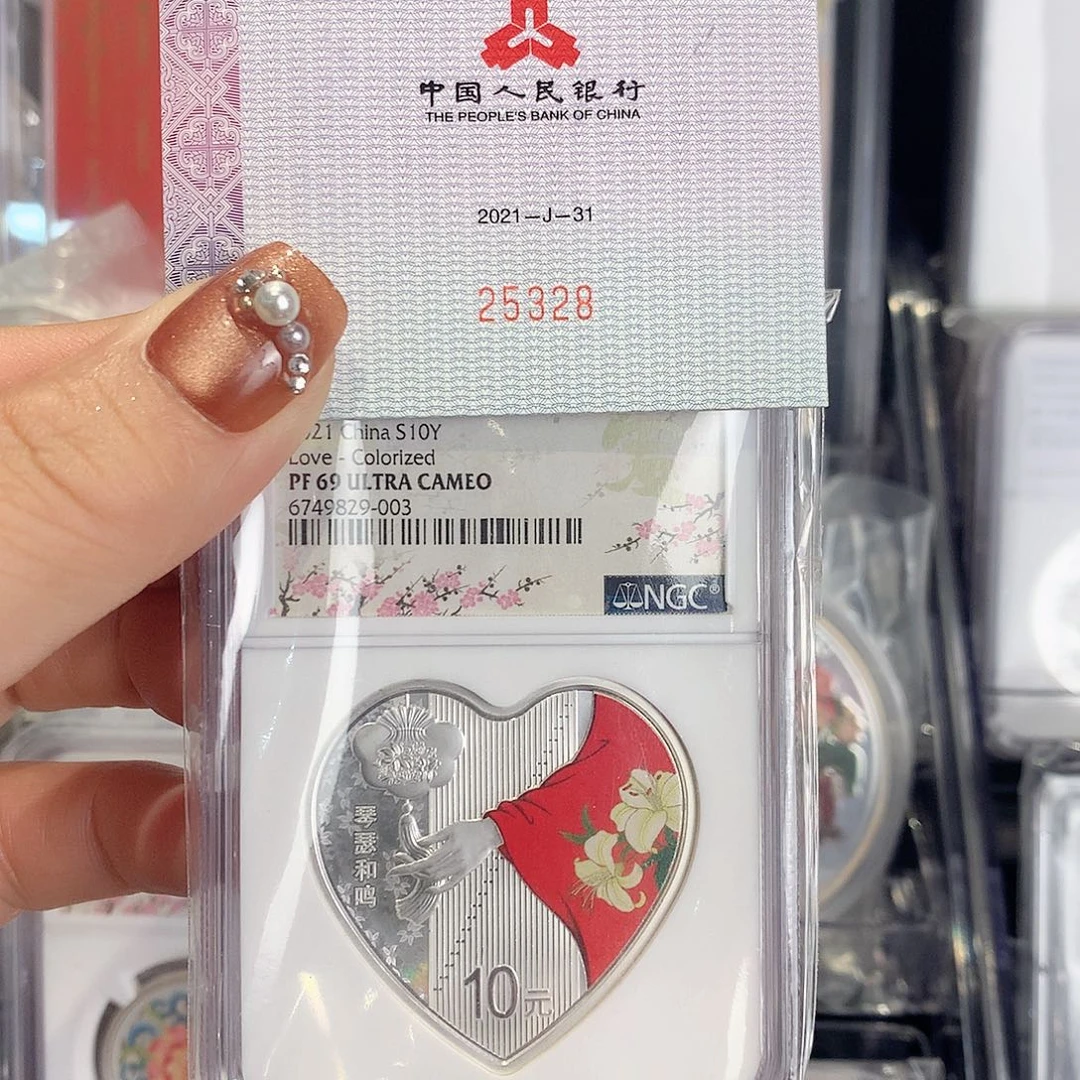 中国人民银行
THE PEOPLE'S BANK OF CHINA
2021—J—31
25328
21 China S10Y
Love - Colorized
PF 69 ULTRA CAMEO
6749829-003
NGC®
琴瑟和鸣
10元